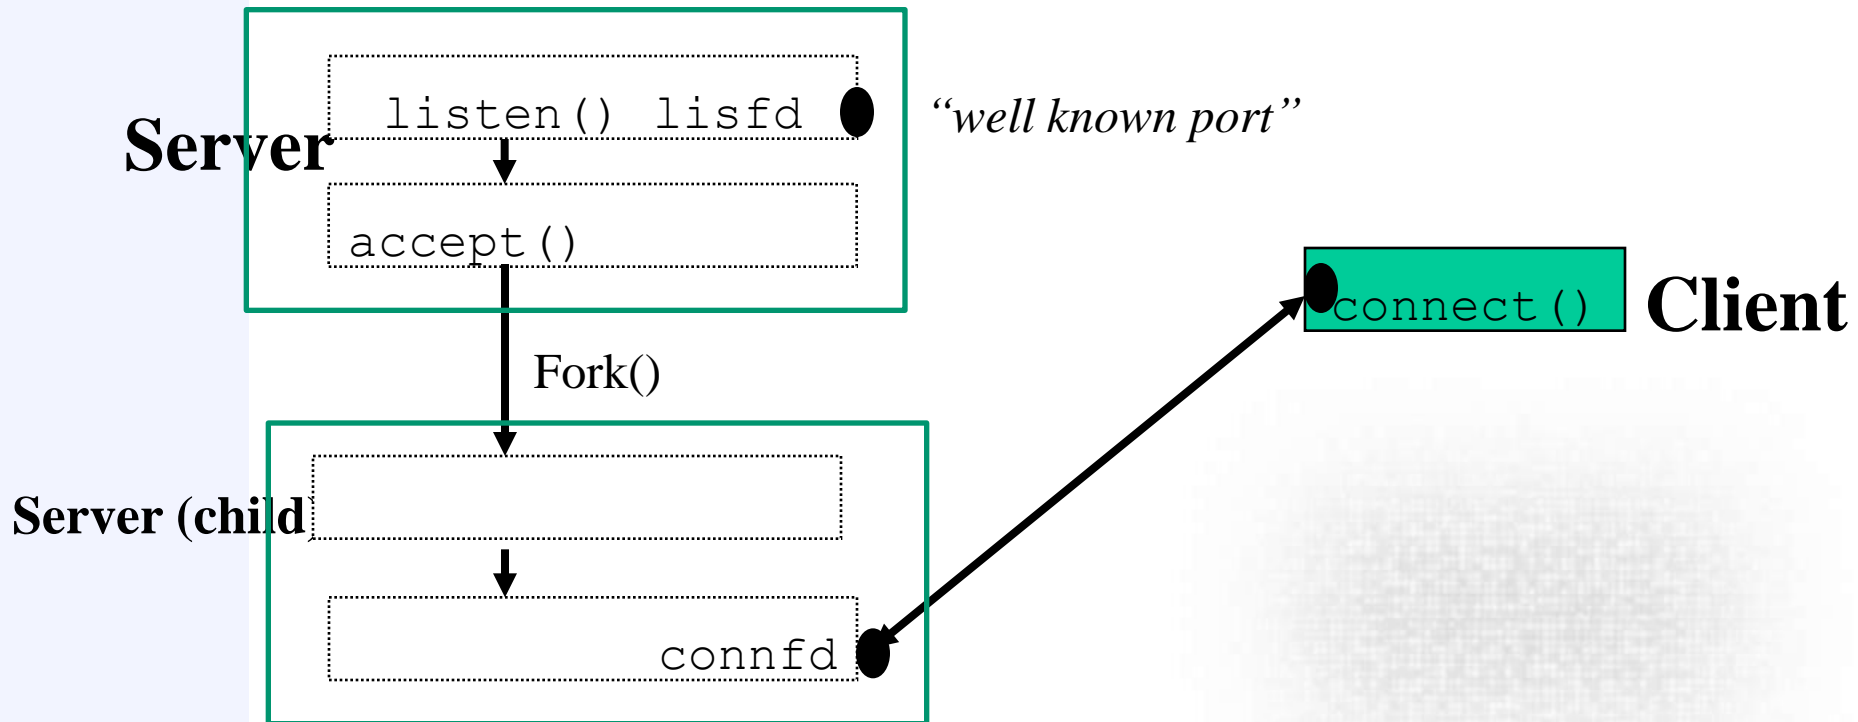 listen() lisfd
“well known port”
Server
accept()
connect()
Client
Fork()
Server (child)
connfd